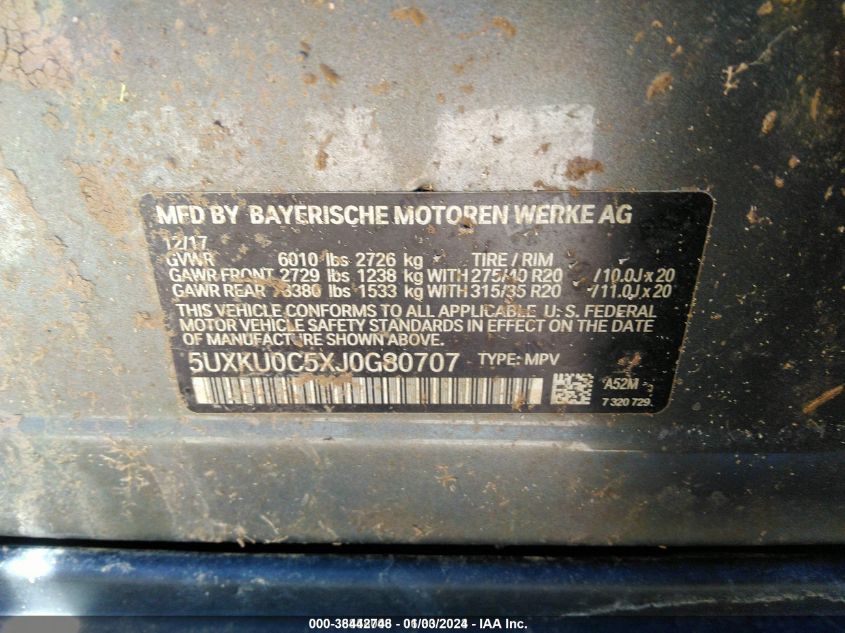 MFD BY BAYERISCHE MOTOREN WERKE AG
12/17
GVWR 6010 lbs 2726 kg TIRE / RIM
GAWR FRONT 2729 lbs 1238 kg WITH 275/40 R20 /10.0J x 20
GAWR REAR 3380 lbs 1533 kg WITH 315/35 R20 /11.0J x 20
THIS VEHICLE CONFORMS TO ALL APPLICABLE U. S. FEDERAL
MOTOR VEHICLE SAFETY STANDARDS IN EFFECT ON THE DATE
OF MANUFACTURE SHOWN ABOVE.
5UXKU0C5XJ0G80707 TYPE: MPV
A52M
7 320 729
000-38442748 - 01/03/2024 - IAA Inc.